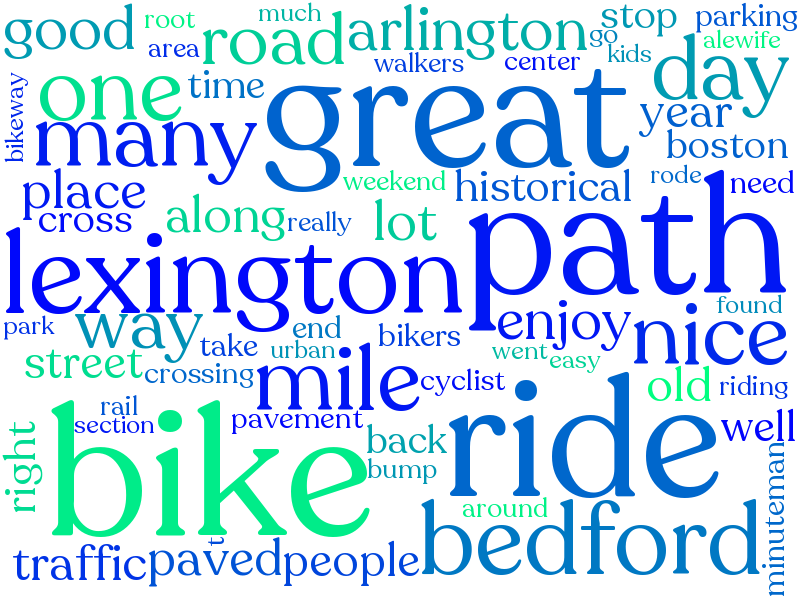 good
root
much
stop
parking
area
road
arlington
go
kids
alewife
walkers
center
one
time
great
day
bikeway
many
year
boston
place
weekend
historical
rode
need
cross
along
really
lot
path
lexington
park
way
end
bikers
enjoy
nice
found
take
urban
went
easy
street
crossing
mile
cyclist
old
riding
rail
section
pavement
ride
well
right
bike
back
bump
around
bedford
minuteman
traffic
paved
t
people